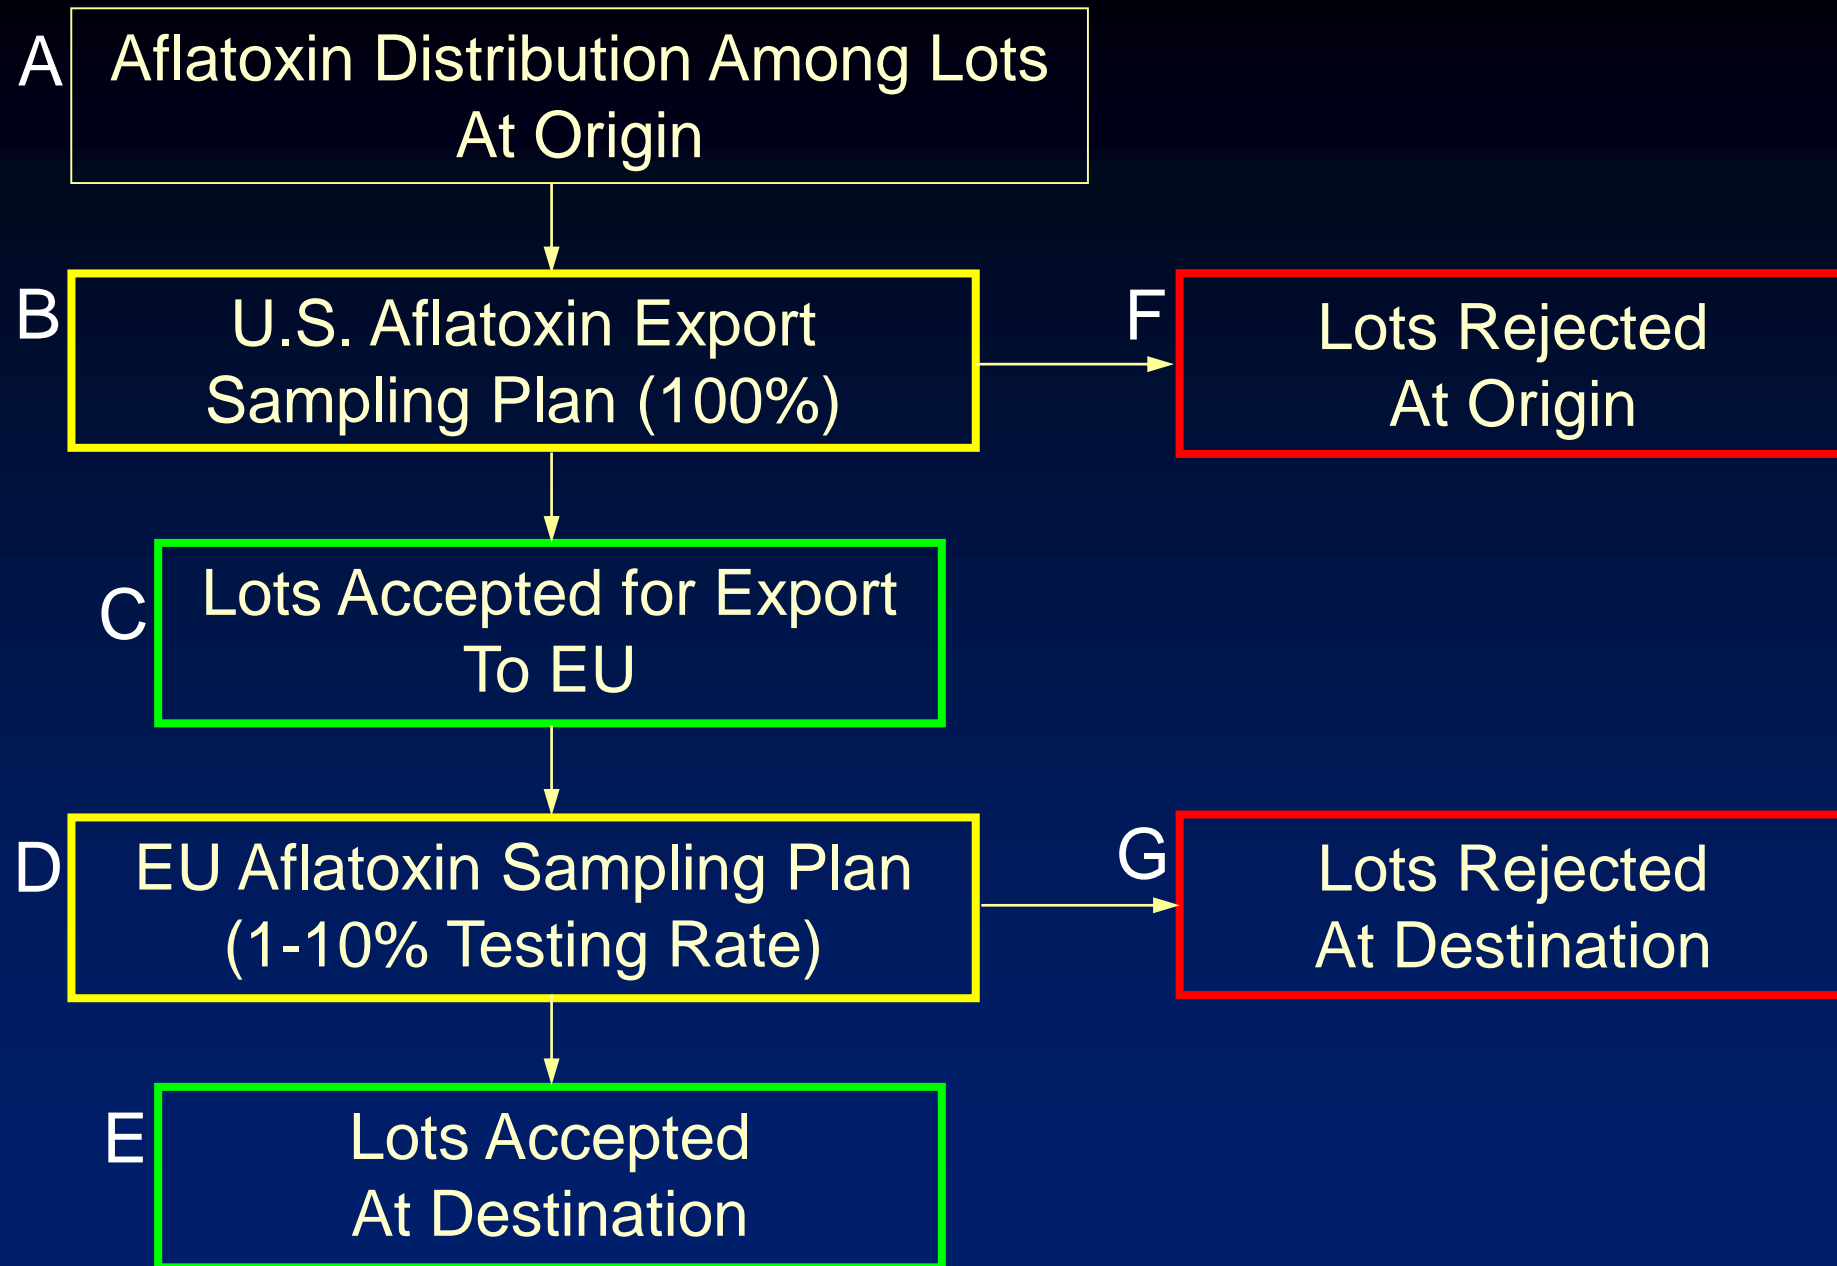 A
Aflatoxin Distribution Among Lots
At Origin
B
U.S. Aflatoxin Export
Sampling Plan (100%)
F
Lots Rejected
At Origin
C
Lots Accepted for Export
To EU
D
EU Aflatoxin Sampling Plan
(1-10% Testing Rate)
G
Lots Rejected
At Destination
E
Lots Accepted
At Destination